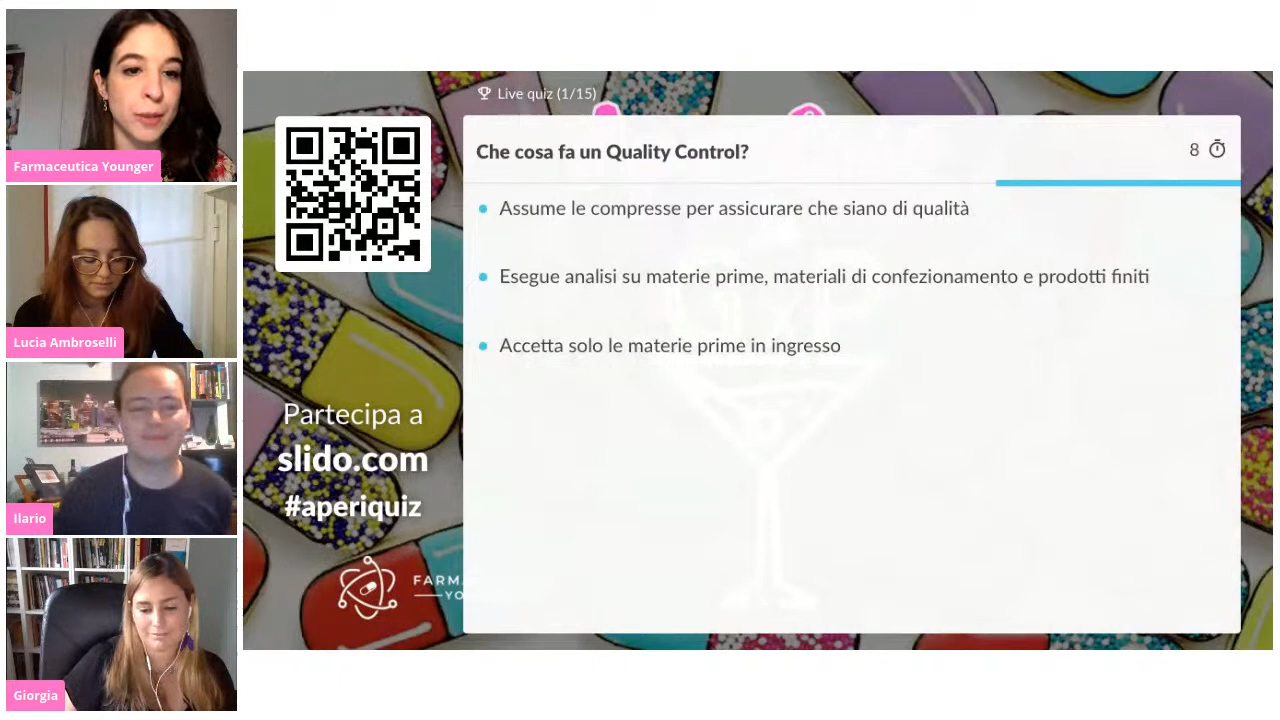 Farmaceutica Younger
Lucia Ambroselli
Ilario
Giorgia
Live quiz (1/15)
Che cosa fa un Quality Control?
8
Assume le compresse per assicurare che siano di qualità
Esegue analisi su materie prime, materiali di confezionamento e prodotti finiti
Accetta solo le materie prime in ingresso
Partecipa a
slido.com
#aperiquiz
FARMA
YO